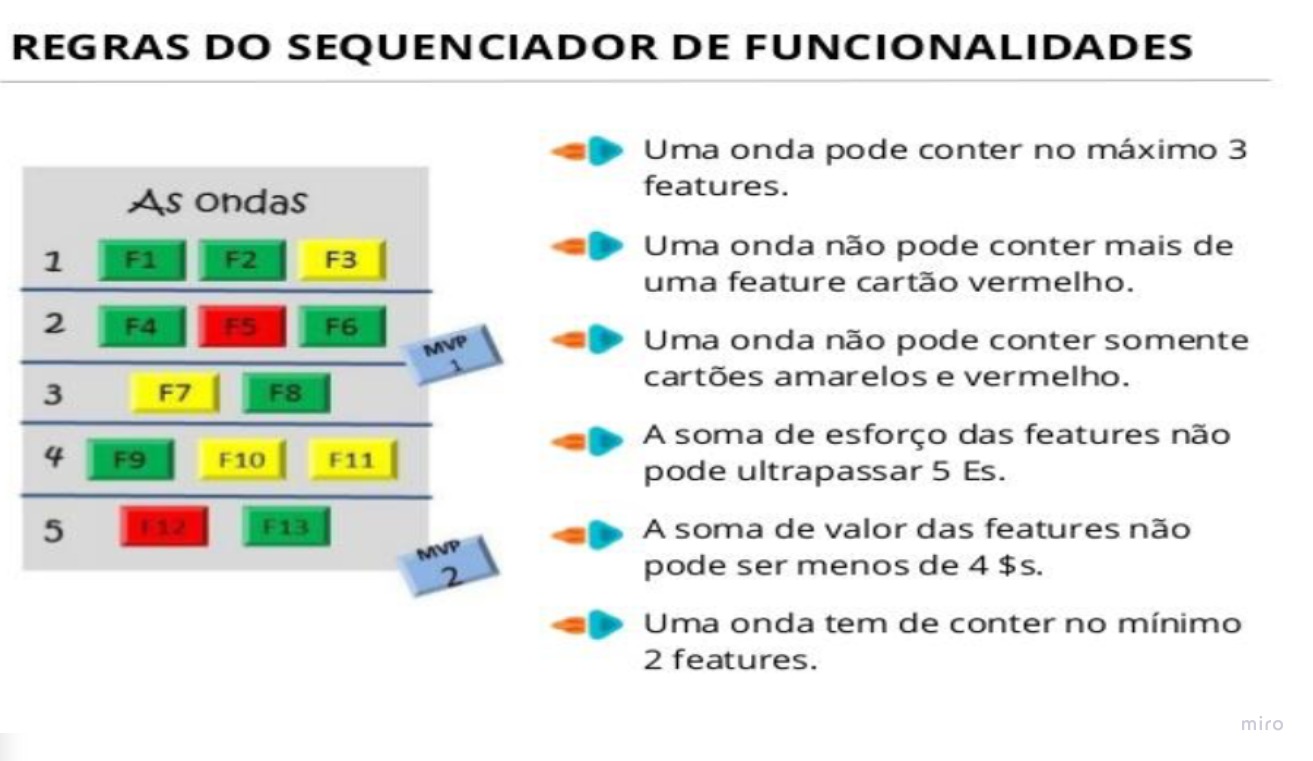 REGRAS DO SEQUENCIADOR DE FUNCIONALIDADES
As ondas
1 F1 F2 F3
2 F4 F5 F6
MVP
1
3 F7 F8
4 F9 F10 F11
5 F12 F13
MVP
2
Uma onda pode conter no máximo 3
features.
Uma onda não pode conter mais de
uma feature cartão vermelho.
Uma onda não pode conter somente
cartões amarelos e vermelho.
A soma de esforço das features não
pode ultrapassar 5 Es.
A soma de valor das features não
pode ser menos de 4 $s.
Uma onda tem de conter no mínimo
2 features.
miro